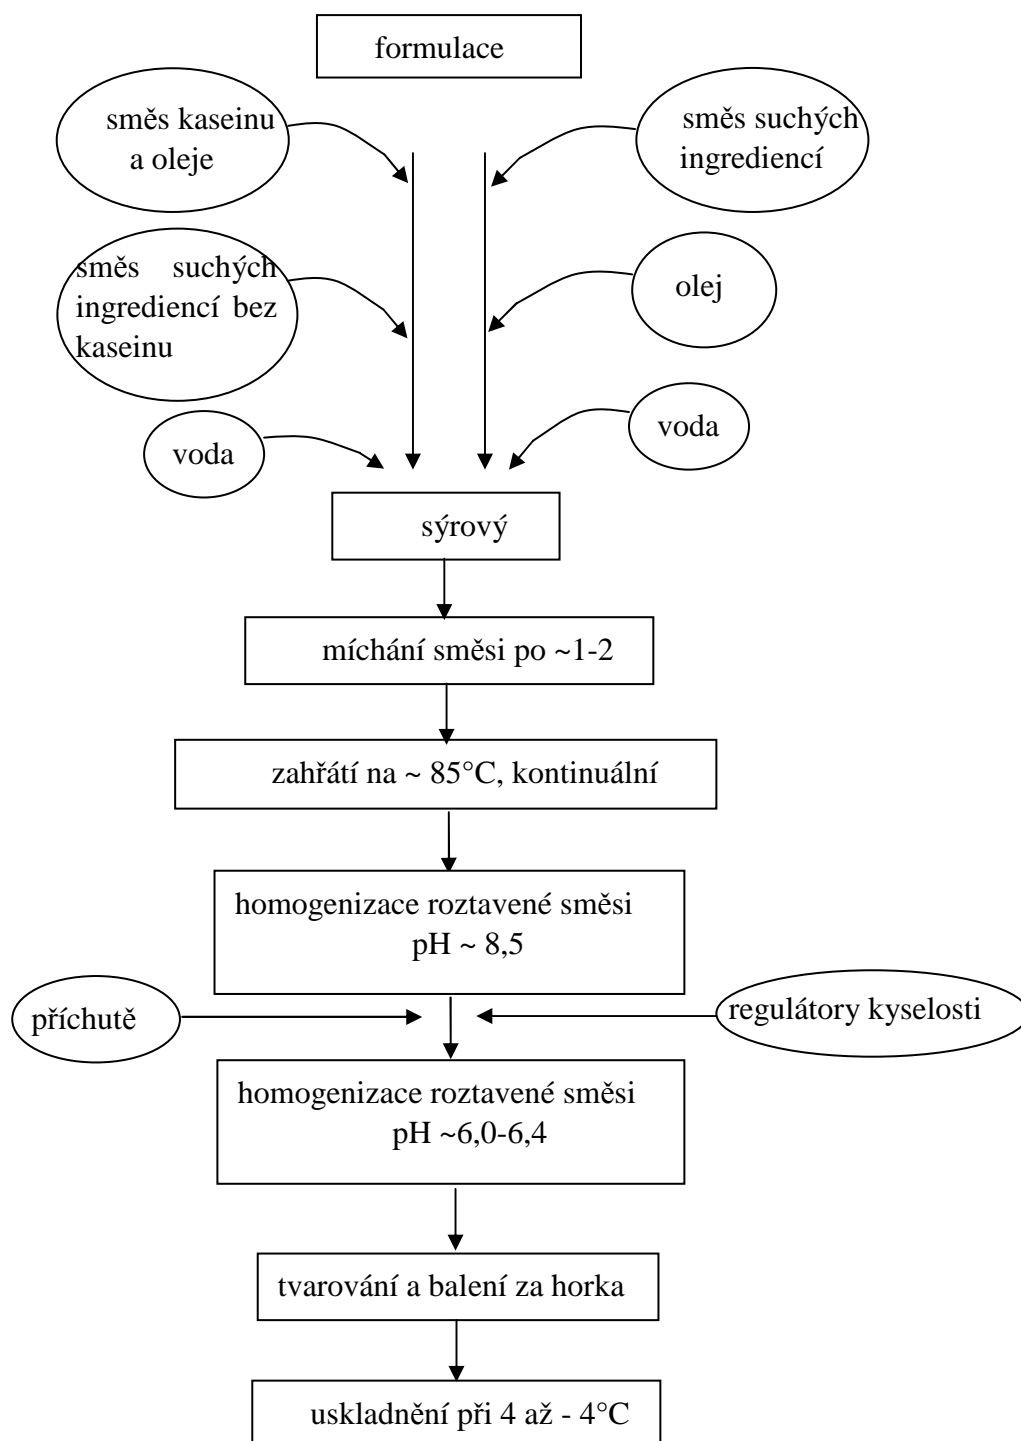 formulace
směs kaseinu
a oleje
směs suchých
ingrediencí
směs suchých
ingrediencí bez
kaseinu
olej
voda
voda
sýrový
míchání směsi po ~1-2
zahřátí na ~ 85°C, kontinuální
homogenizace roztavené směsi
pH ~ 8,5
příchutě
regulátory kyselosti
homogenizace roztavené směsi
pH ~6,0-6,4
tvarování a balení za horka
uskladnění při 4 až - 4°C